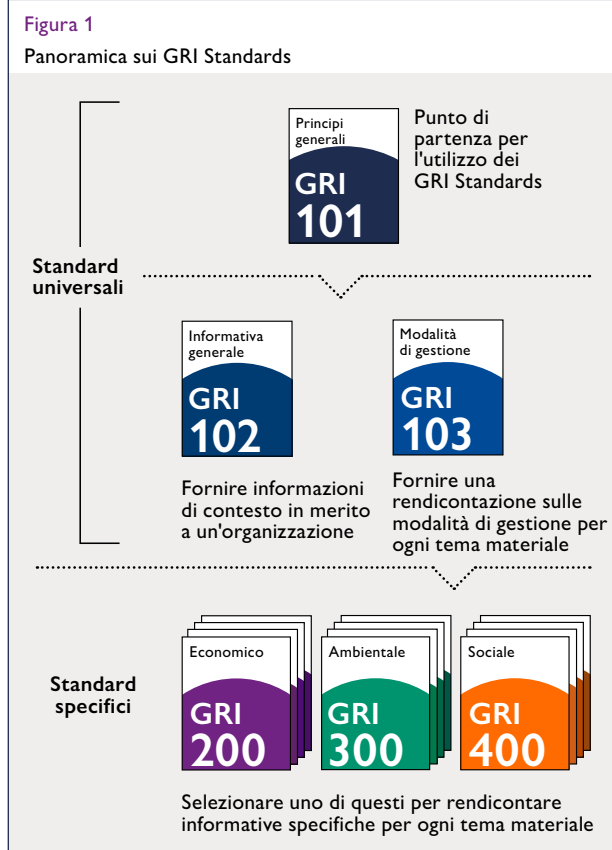 Figura 1
Panoramica sui GRI Standards
Principi
generali
GRI
101
Punto di
partenza per
l'utilizzo dei
GRI Standards
Standard
universali
Informativa
generale
GRI
102
Modalità
di gestione
GRI
103
Fornire informazioni
di contesto in merito
a un'organizzazione
Fornire una
rendicontazione sulle
modalità di gestione per
ogni tema materiale
Standard
specifici
Economico
GRI
200
Ambientale
GRI
300
Sociale
GRI
400
Selezionare uno di questi per rendicontare
informative specifiche per ogni tema materiale